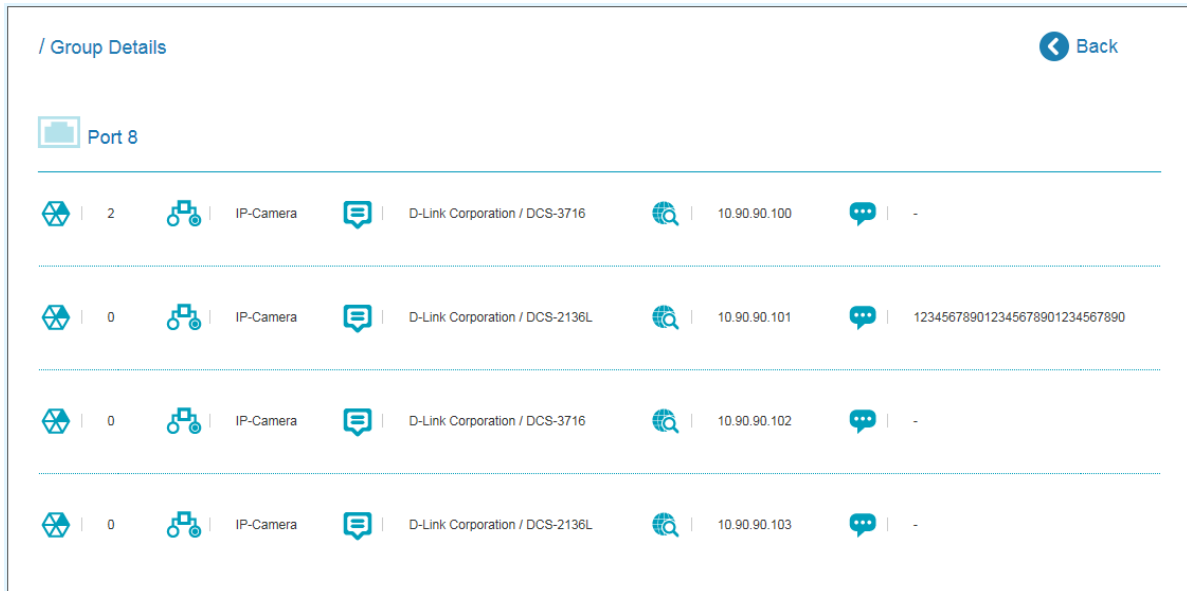 / Group Details
Back
Port 8
2 IP-Camera D-Link Corporation / DCS-3716 10.90.90.100 -
0 IP-Camera D-Link Corporation / DCS-2136L 10.90.90.101 123456789012345678901234567890
0 IP-Camera D-Link Corporation / DCS-3716 10.90.90.102 -
0 IP-Camera D-Link Corporation / DCS-2136L 10.90.90.103 -